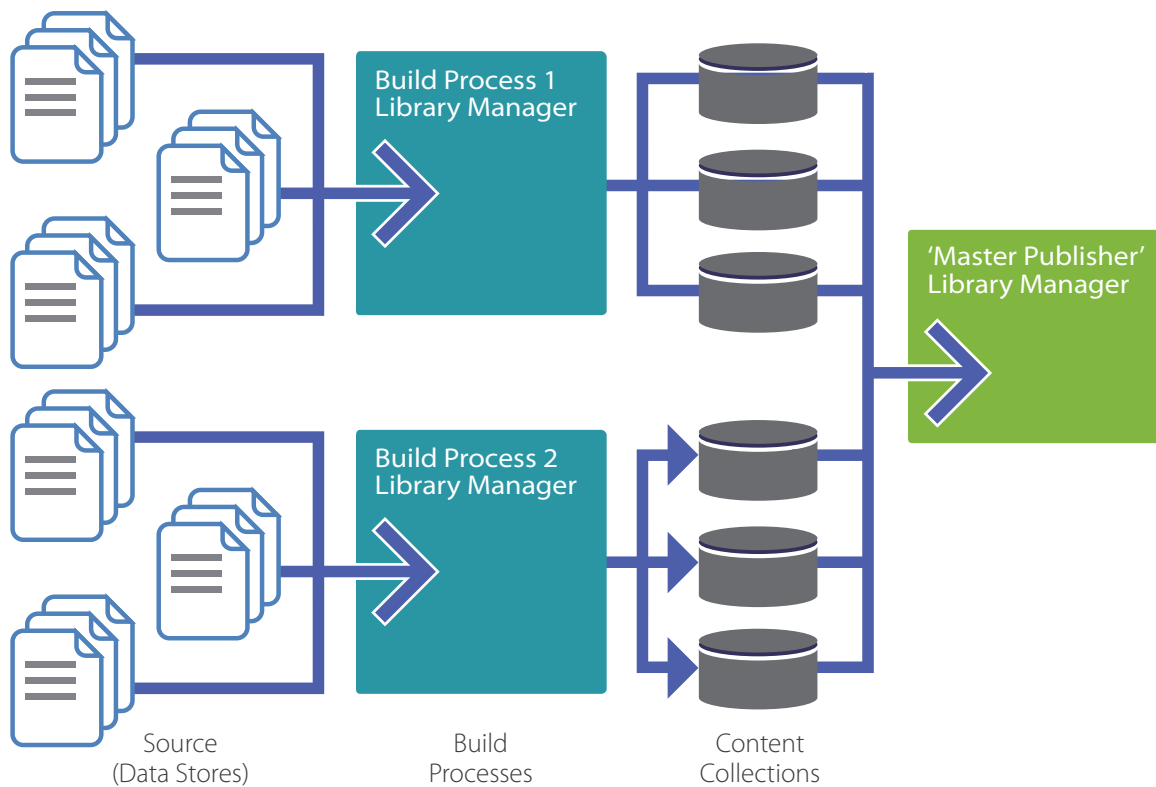 Build Process 1
Library Manager
‘Master Publisher’
Library Manager
Build Process 2
Library Manager
Source
(Data Stores)
Build
Processes
Content
Collections